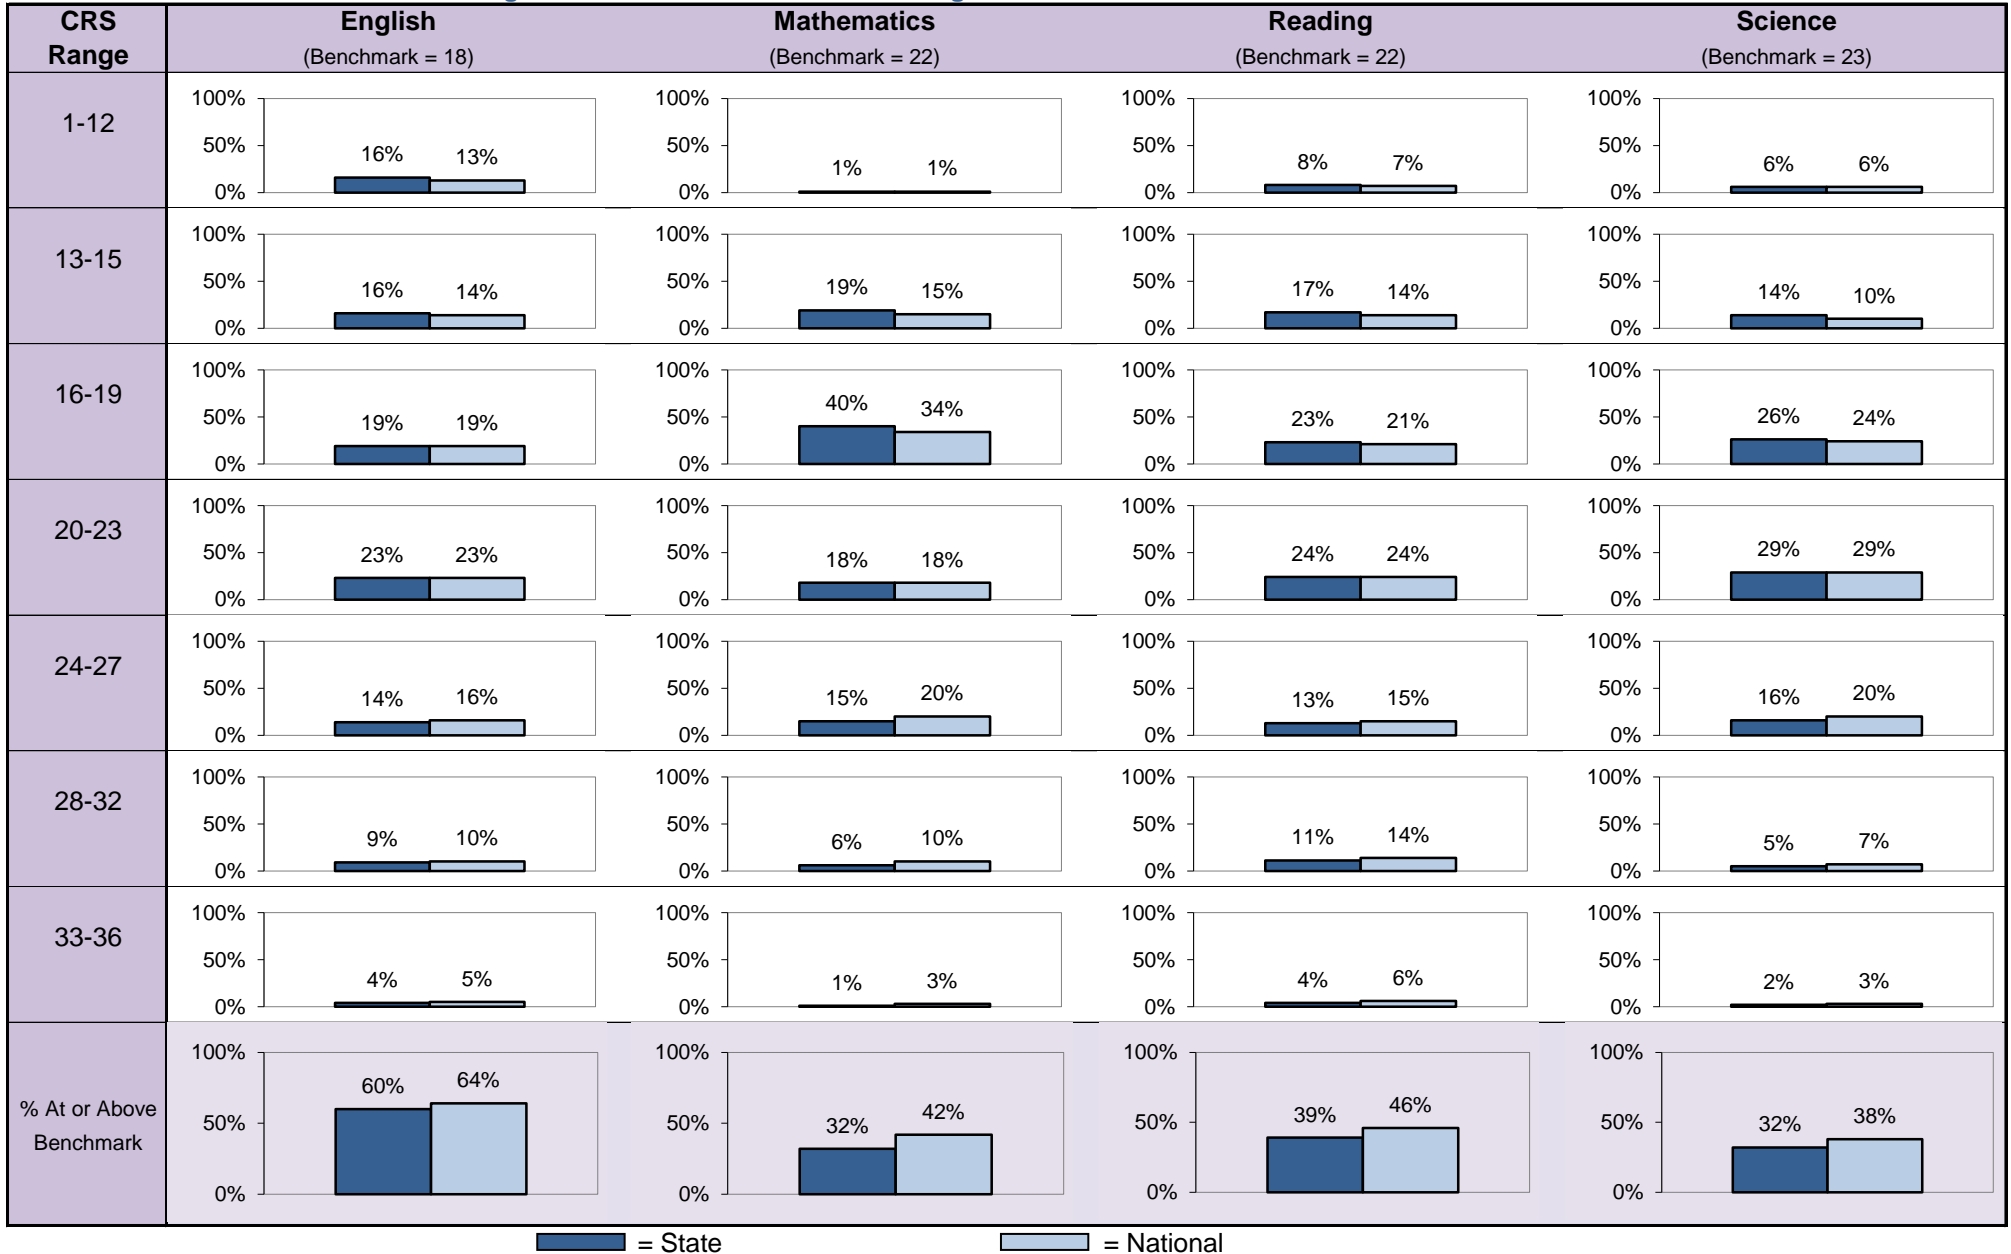 CRS Range English Mathematics Reading Science
(Benchmark = 18) (Benchmark = 22) (Benchmark = 22) (Benchmark = 23)
1-12
100% 100% 100% 100%
50% 16% 13% 50% 1% 1% 50% 8% 7% 50% 6% 6%
0% 0% 0% 0%
13-15
100% 100% 100% 100%
50% 16% 14% 50% 19% 15% 50% 17% 14% 50% 14% 10%
0% 0% 0% 0%
16-19
100% 100% 100% 100%
50% 19% 19% 50% 40% 34% 50% 23% 21% 50% 26% 24%
0% 0% 0% 0%
20-23
100% 100% 100% 100%
50% 23% 23% 50% 18% 18% 50% 24% 24% 50% 29% 29%
0% 0% 0% 0%
24-27
100% 100% 100% 100%
50% 14% 16% 50% 15% 20% 50% 13% 15% 50% 16% 20%
0% 0% 0% 0%
28-32
100% 100% 100% 100%
50% 9% 10% 50% 6% 10% 50% 11% 14% 50% 5% 7%
0% 0% 0% 0%
33-36
100% 100% 100% 100%
50% 4% 5% 50% 1% 3% 50% 4% 6% 50% 2% 3%
0% 0% 0% 0%
% At or Above
Benchmark
100% 100% 100% 100%
50% 60% 64% 50% 32% 42% 50% 39% 46% 50% 32% 38%
0% 0% 0% 0%
= State = National